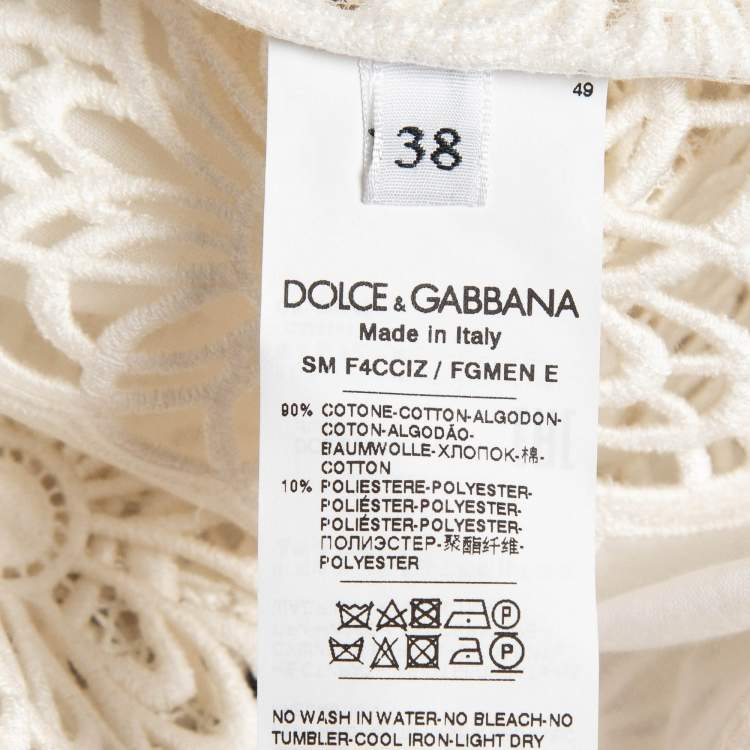 49
38
DOLCE & GABBANA
Made in Italy
SM F4CCIZ / FGMEN E
90% COTONE-COTTON-ALGODON-
COTON-ALGODÃO-
BAUMWOLLE-ХЛОПОК-棉-
COTTON
10% POLIESTERE-POLYESTER-
POLIÉSTER-POLYESTER-
POLIÉSTER-POLYESTER-
ПОЛИЭСТЕР-聚酯纤维-
POLYESTER
P
P
NO WASH IN WATER-NO BLEACH-NO
TUMBLER-COOL IRON-LIGHT DRY